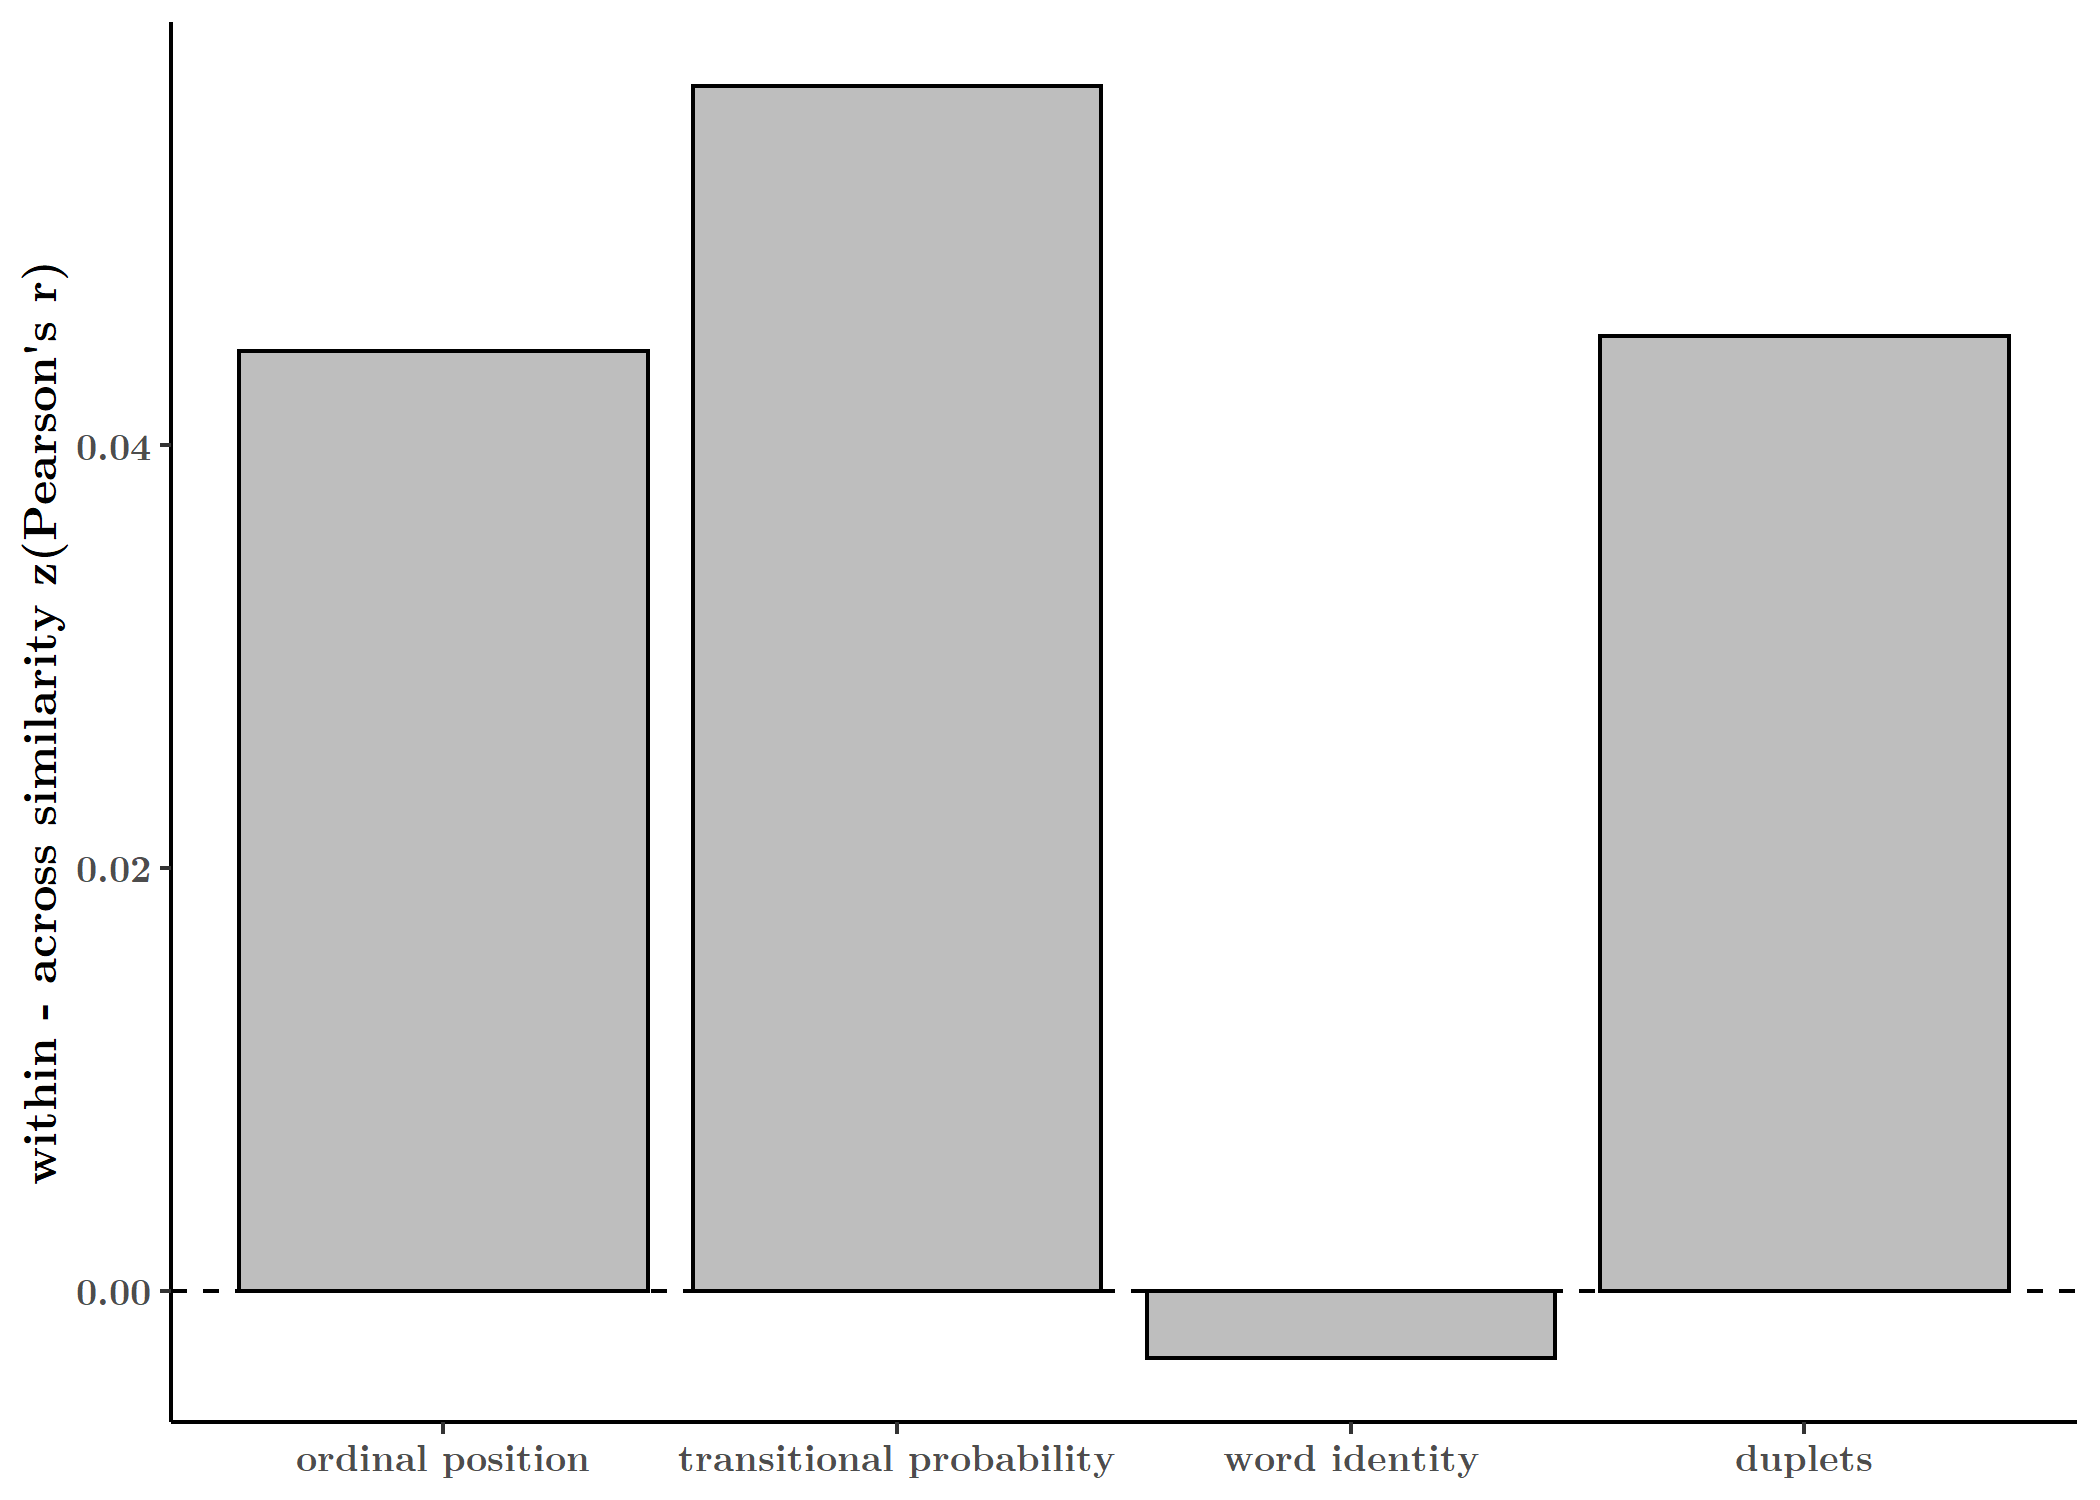 within - across similarity z(Pearson's r)
0.04
0.02
0.00
ordinal position
transitional probability
word identity
duplets